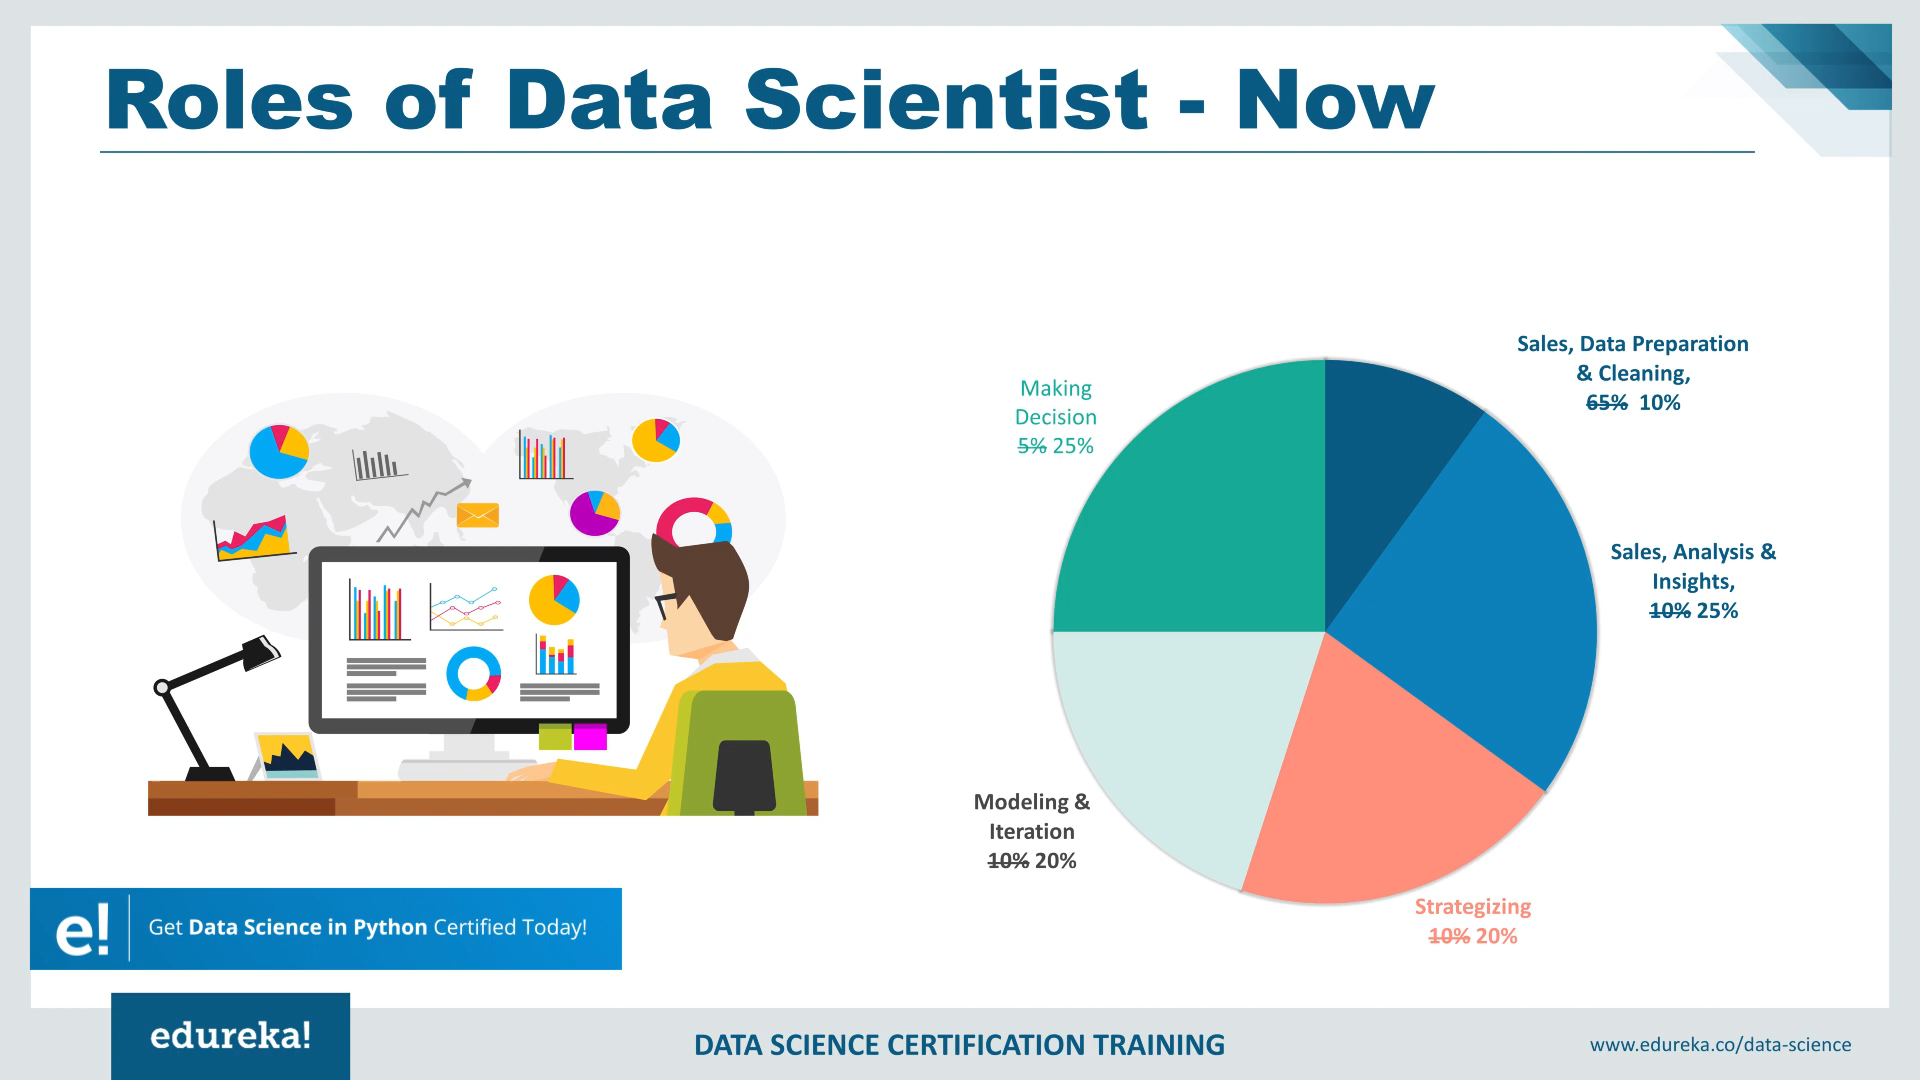 Roles of Data Scientist - Now
Sales, Data Preparation
& Cleaning,
65% 10%
Making
Decision
5% 25%
Sales, Analysis &
Insights,
10% 25%
Modeling &
Iteration
10% 20%
Strategizing
10% 20%
e!
Get Data Science in Python Certified Today!
edureka!
DATA SCIENCE CERTIFICATION TRAINING
www.edureka.co/data-science